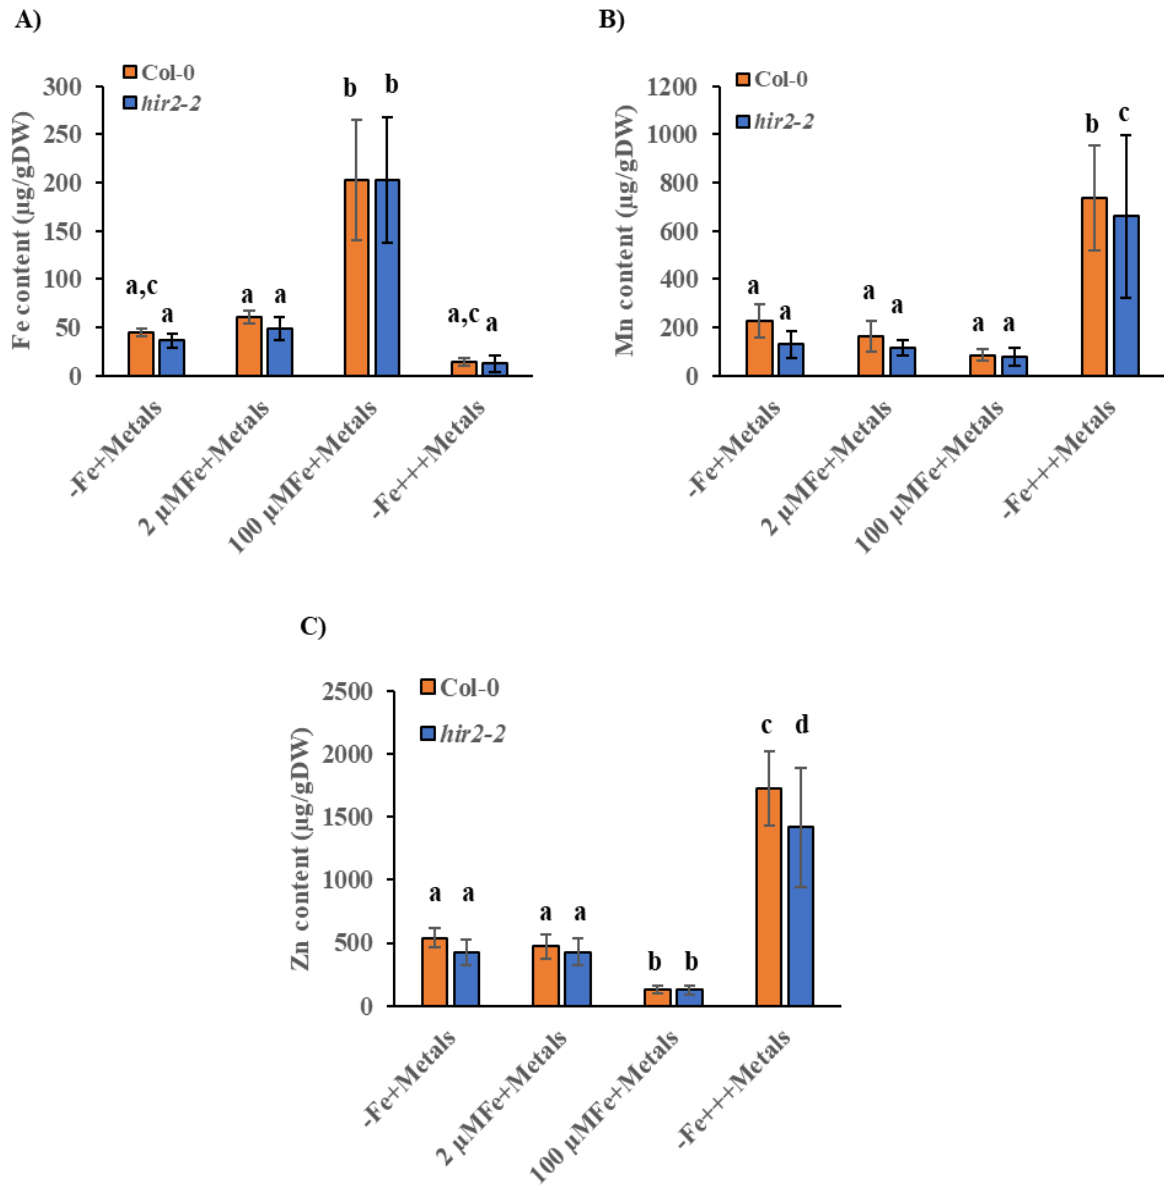 A)
Col-0
hir2-2
Fe content (µg/gDW)
300
250
200
150
100
50
0
a,c
a
a
a
b
b
a,c
a
-Fe+Metals
2 µMFe+Metals
100 µMFe+Metals
-Fe+++Metals
B)
Col-0
hir2-2
Mn content (µg/gDW)
1200
1000
800
600
400
200
0
a
a
a
a
a
a
b
c
-Fe+Metals
2 µMFe+Metals
100 µMFe+Metals
-Fe+++Metals
C)
Col-0
hir2-2
Zn content (µg/gDW)
2500
2000
1500
1000
500
0
a
a
a
a
b
b
c
d
-Fe+Metals
2 µMFe+Metals
100 µMFe+Metals
-Fe+++Metals